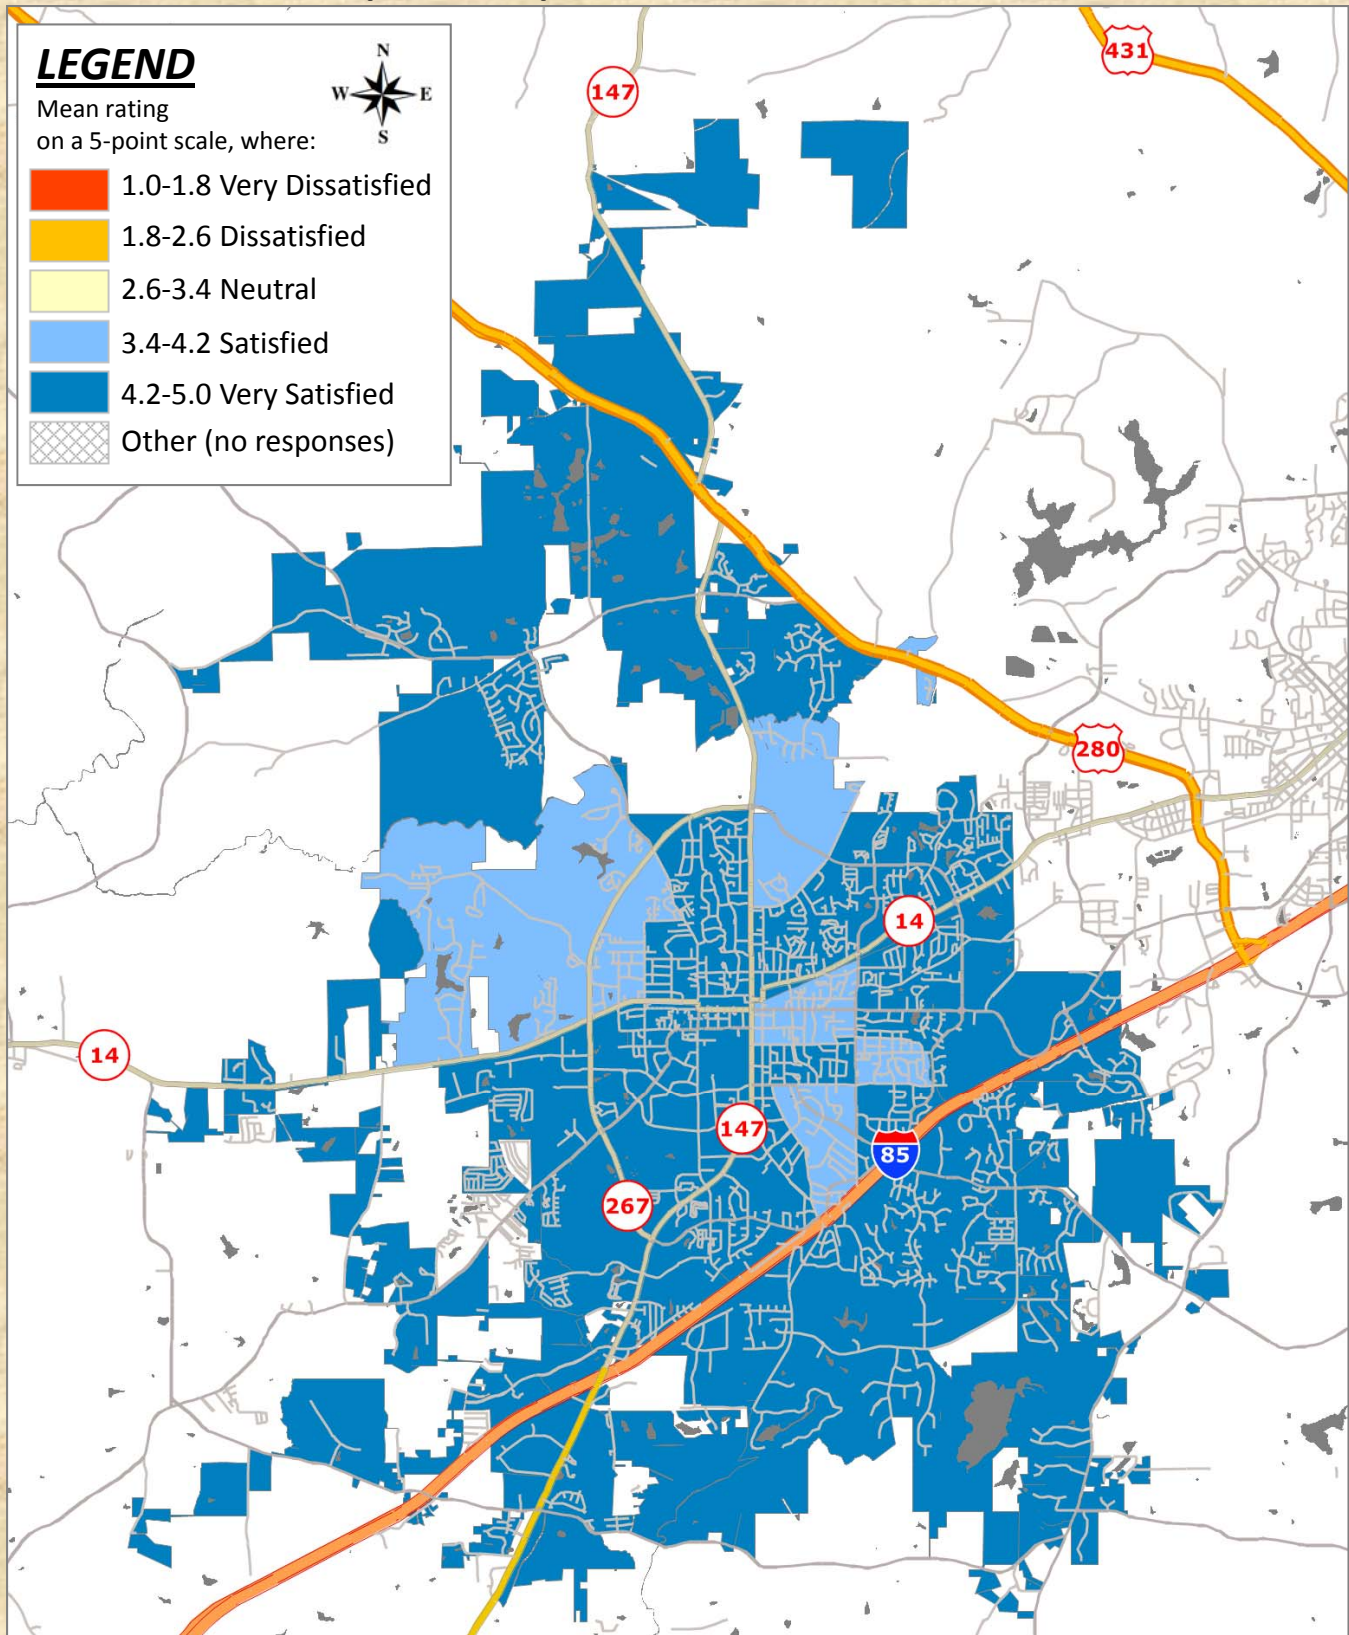 LEGEND
Mean rating
on a 5-point scale, where:
1.0-1.8 Very Dissatisfied
1.8-2.6 Dissatisfied
2.6-3.4 Neutral
3.4-4.2 Satisfied
4.2-5.0 Very Satisfied
Other (no responses)
N
W
E
S
147
431
280
14
14
147
85
267